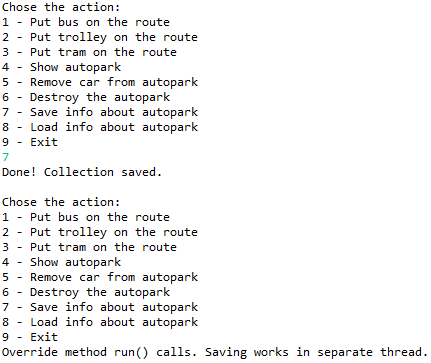 Chose the action:
1 - Put bus on the route
2 - Put trolley on the route
3 - Put tram on the route
4 - Show autopark
5 - Remove car from autopark
6 - Destroy the autopark
7 - Save info about autopark
8 - Load info about autopark
9 - Exit
7
Done! Collection saved.
Chose the action:
1 - Put bus on the route
2 - Put trolley on the route
3 - Put tram on the route
4 - Show autopark
5 - Remove car from autopark
6 - Destroy the autopark
7 - Save info about autopark
8 - Load info about autopark
9 - Exit
Override method run() calls. Saving works in separate thread.